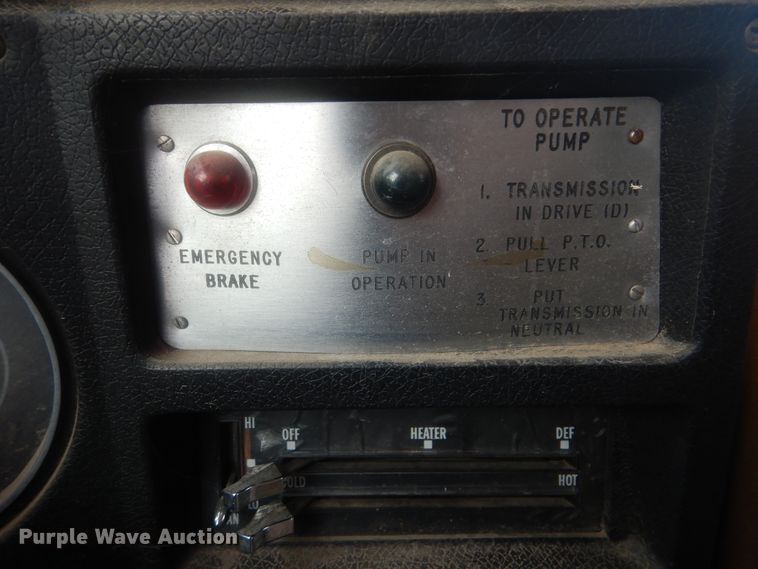 TO OPERATE
PUMP
1. TRANSMISSION
IN DRIVE (D)
2. PULL P.T.O.
LEVER
3 PUT
TRANSMISSION IN
NEUTRAL
EMERGENCY
BRAKE
PUMP IN
OPERATION
HI
OFF
HEATER
DEF
HOT
LO
Purple Wave Auction